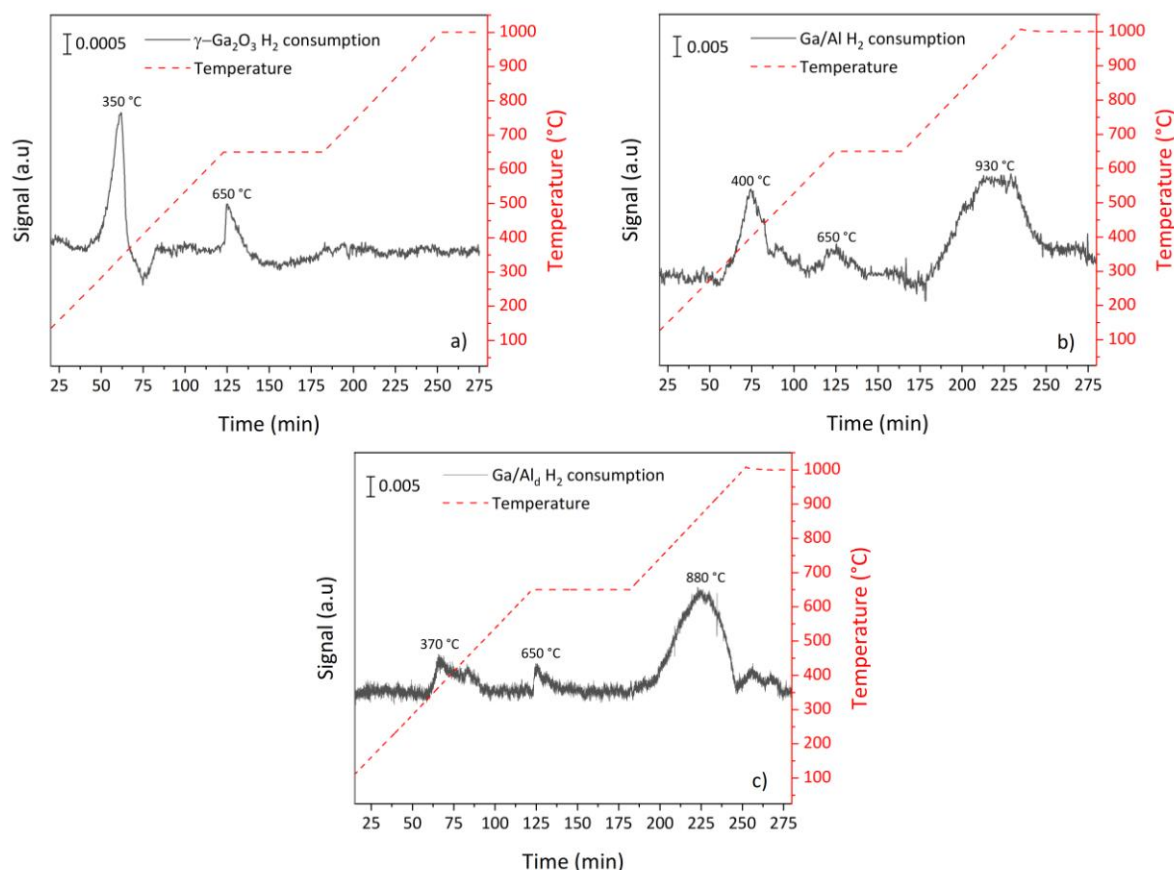 0.0005
γ–Ga₂O₃ H₂ consumption
Temperature
350 °C
650 °C
Signal (a.u)
1000
900
800
700
600
500
400
300
200
100
Temperature (°C)
a)
25 50 75 100 125 150 175 200 225 250 275
Time (min)
0.005
Ga/Al H₂ consumption
Temperature
400 °C
650 °C
930 °C
Signal (a.u)
1000
900
800
700
600
500
400
300
200
100
Temperature (°C)
b)
25 50 75 100 125 150 175 200 225 250 275
Time (min)
0.005
Ga/Al_d H₂ consumption
Temperature
370 °C
650 °C
880 °C
Signal (a.u)
1000
900
800
700
600
500
400
300
200
100
Temperature (°C)
c)
25 50 75 100 125 150 175 200 225 250 275
Time (min)